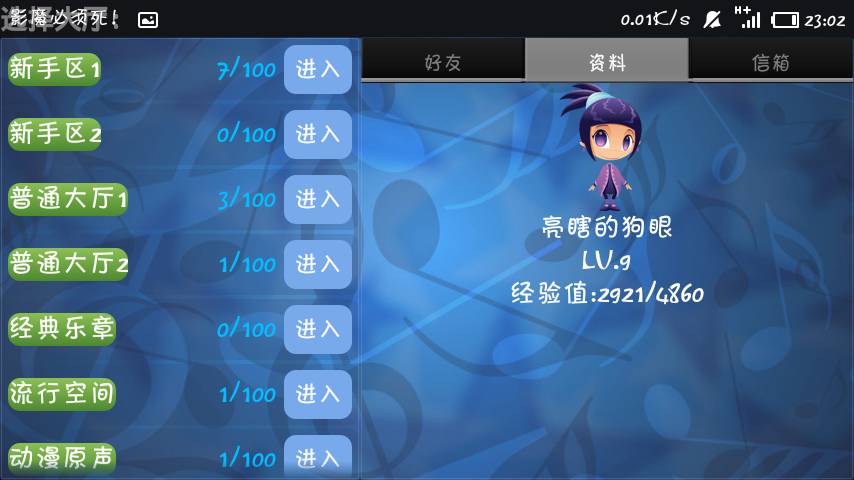 影魔必须死！
选择大厅：
0.01K/s
H+
23:02
新手区1 7/100 进入
新手区2 0/100 进入
普通大厅1 3/100 进入
普通大厅2 1/100 进入
经典乐章 0/100 进入
流行空间 1/100 进入
动漫原声 1/100 进入
好友 资料 信箱
亮瞎的狗眼
LV.9
经验值:2921/4860